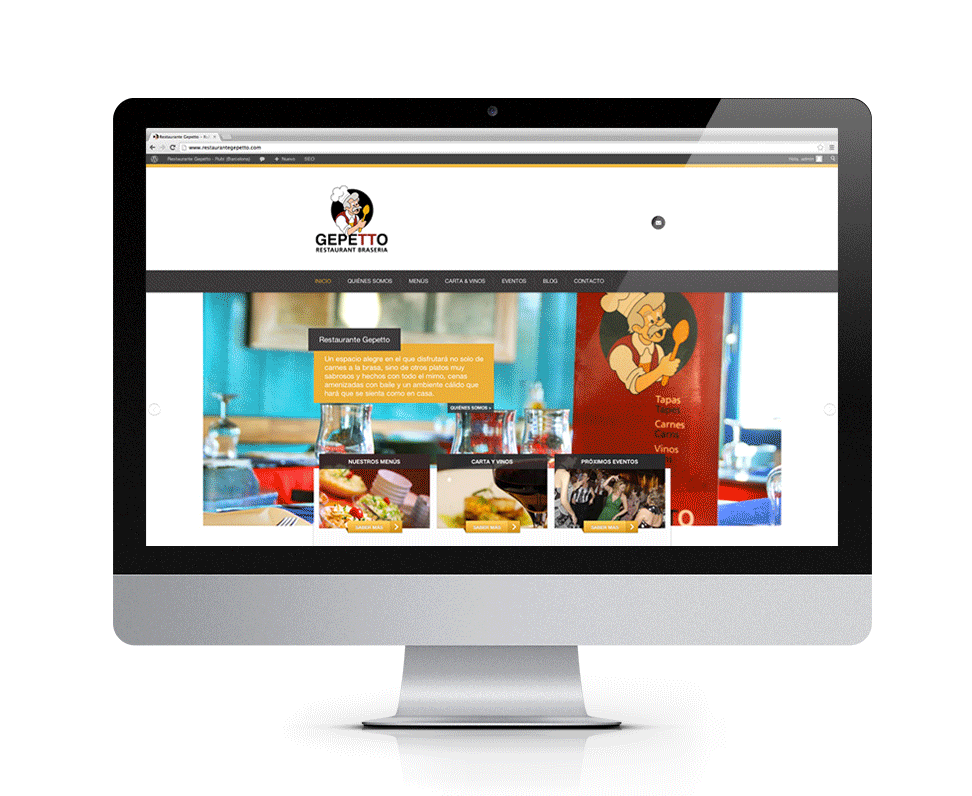 Restaurante Gepetto - Rubí
www.restaurantegepetto.com
Restaurante Gepetto - Rubí (Barcelona) Nuevo SEO Hola, admin
GEPETTO
RESTAURANT BRASERIA
INICIO QUIÉNES SOMOS MENÚS CARTA & VINOS EVENTOS BLOG CONTACTO
Restaurante Gepetto
Un espacio alegre en el que disfrutará no solo de
carnes a la brasa, sino de otros platos muy
sabrosos y hechos con todo el mimo, cenas
amenizadas con baile y un ambiente cálido que
hará que se sienta como en casa.
QUIÉNES SOMOS »
Tapas
Tapes
Carnes
Carns
Vinos
NUESTROS MENÚS CARTA Y VINOS PRÓXIMOS EVENTOS
SABER MÁS SABER MÁS SABER MÁS